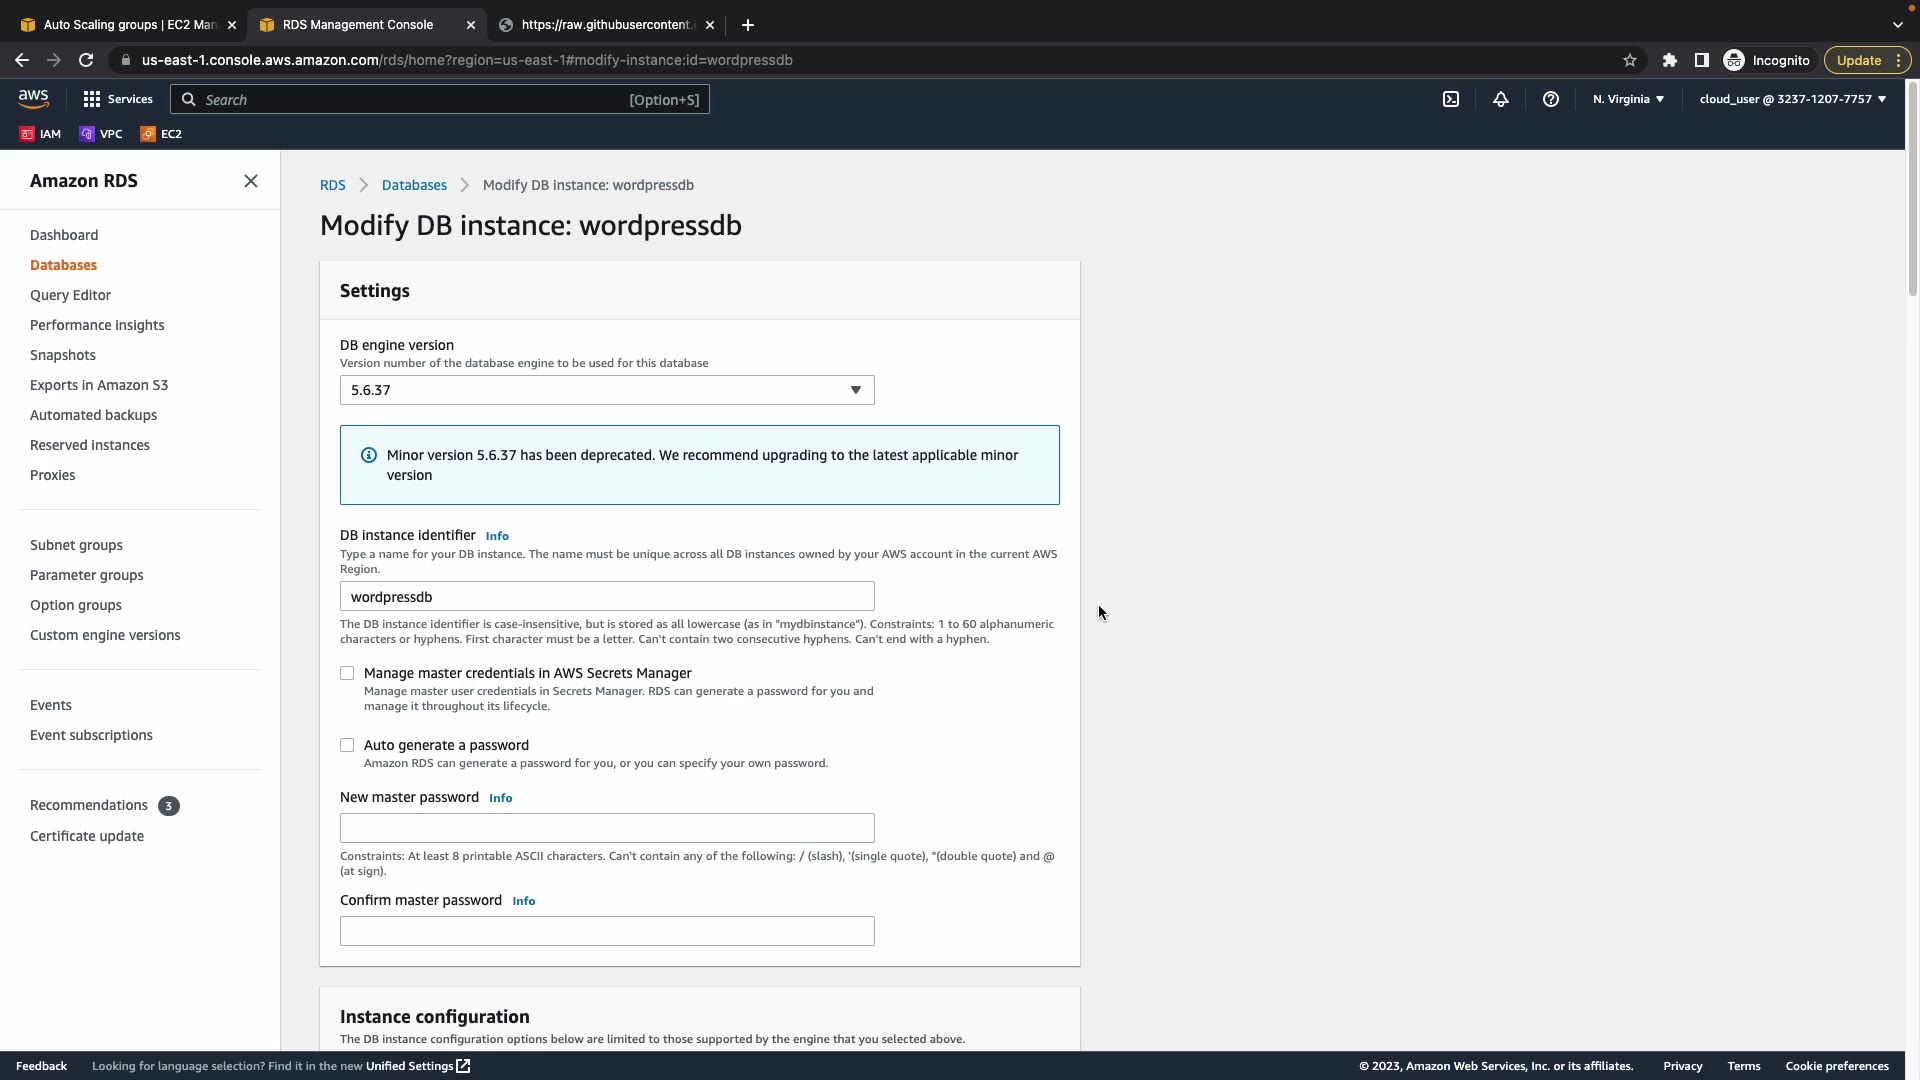 Auto Scaling groups | EC2 Man
RDS Management Console
https://raw.githubusercontent.
us-east-1.console.aws.amazon.com/rds/home?region=us-east-1#modify-instance:id=wordpressdb
Incognito
Update
aws
Services
Search
[Option+S]
N. Virginia
cloud_user @ 3237-1207-7757
IAM
VPC
EC2
Amazon RDS
Dashboard
Databases
Query Editor
Performance insights
Snapshots
Exports in Amazon S3
Automated backups
Reserved instances
Proxies
Subnet groups
Parameter groups
Option groups
Custom engine versions
Events
Event subscriptions
Recommendations 3
Certificate update
RDS
Databases
Modify DB instance: wordpressdb
Modify DB instance: wordpressdb
Settings
DB engine version
Version number of the database engine to be used for this database
5.6.37
Minor version 5.6.37 has been deprecated. We recommend upgrading to the latest applicable minor
version
DB instance identifier Info
Type a name for your DB instance. The name must be unique across all DB instances owned by your AWS account in the current AWS
Region.
wordpressdb
The DB instance identifier is case-insensitive, but is stored as all lowercase (as in "mydbinstance"). Constraints: 1 to 60 alphanumeric
characters or hyphens. First character must be a letter. Can't contain two consecutive hyphens. Can't end with a hyphen.
Manage master credentials in AWS Secrets Manager
Manage master user credentials in Secrets Manager. RDS can generate a password for you and
manage it throughout its lifecycle.
Auto generate a password
Amazon RDS can generate a password for you, or you can specify your own password.
New master password Info
Constraints: At least 8 printable ASCII characters. Can't contain any of the following: / (slash), '(single quote), "(double quote) and @
(at sign).
Confirm master password Info
Instance configuration
The DB instance configuration options below are limited to those supported by the engine that you selected above.
Feedback
Looking for language selection? Find it in the new Unified Settings
© 2023, Amazon Web Services, Inc. or its affiliates.
Privacy
Terms
Cookie preferences